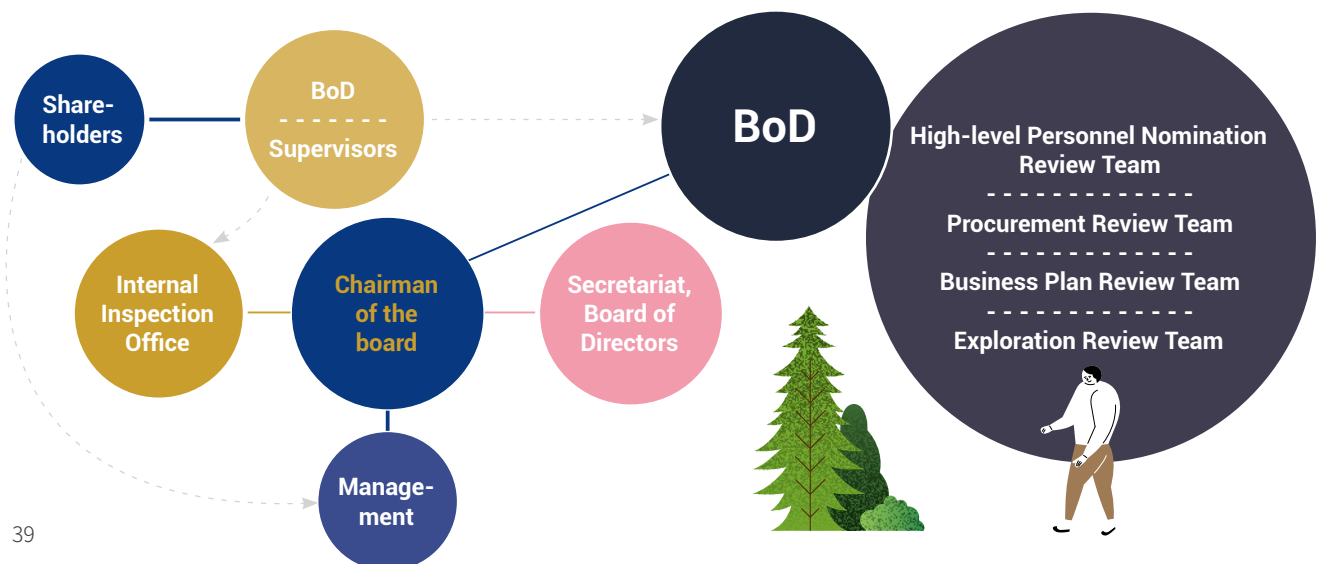 Share-
holders
BoD
Supervisors
BoD
High-level Personnel Nomination
Review Team
Procurement Review Team
Business Plan Review Team
Exploration Review Team
Internal
Inspection
Office
Chairman
of the
board
Secretariat,
Board of
Directors
Manage-
ment
39